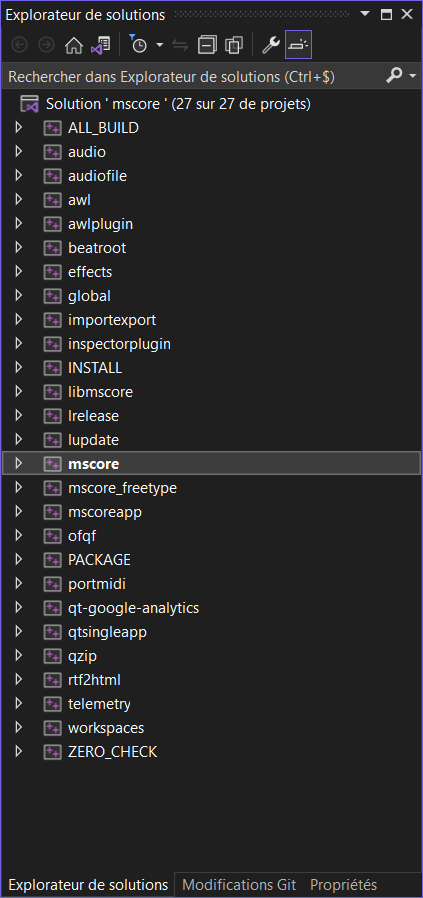 Explorateur de solutions
Rechercher dans Explorateur de solutions (Ctrl+$)
Solution ' mscore ' (27 sur 27 de projets)
ALL_BUILD
audio
audiofile
awl
awlplugin
beatroot
effects
global
importexport
inspectorplugin
INSTALL
libmscore
lrelease
lupdate
mscore
mscore_freetype
mscoreapp
ofqf
PACKAGE
portmidi
qt-google-analytics
qtsingleapp
qzip
rtf2html
telemetry
workspaces
ZERO_CHECK
Explorateur de solutions Modifications Git Propriétés